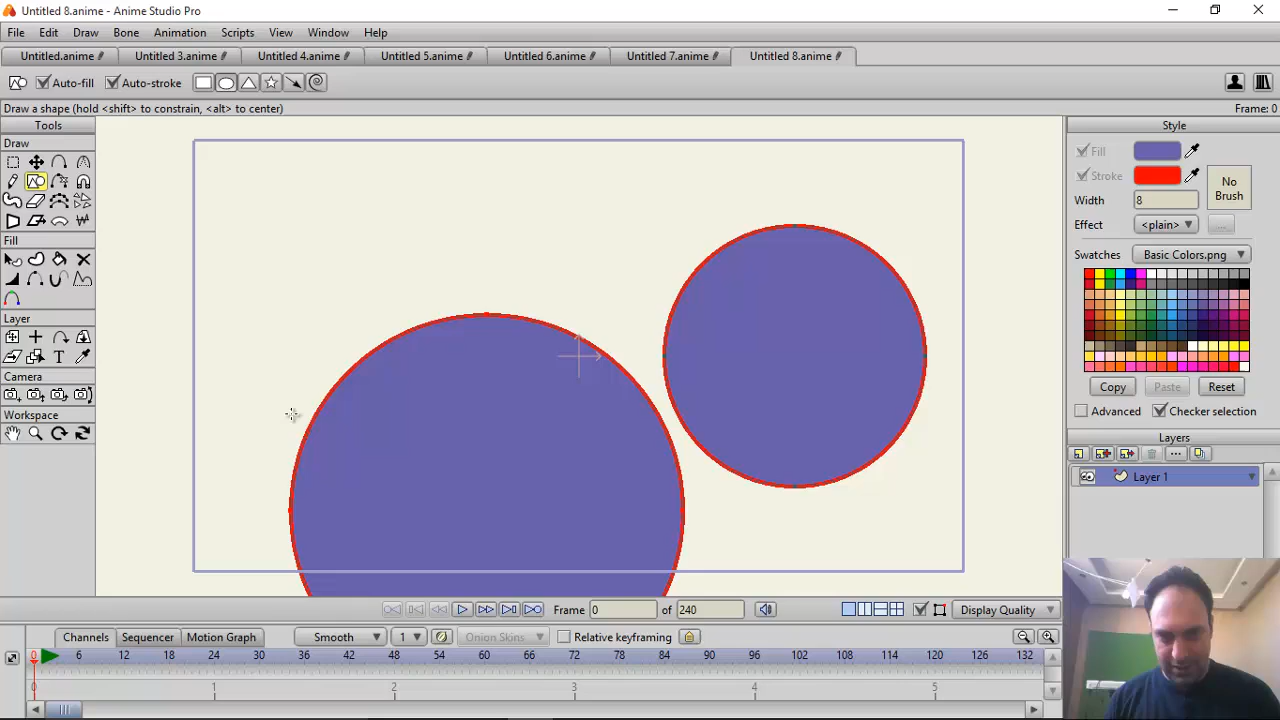 Untitled 8.anime - Anime Studio Pro
File Edit Draw Bone Animation Scripts View Window Help
Untitled.anime Untitled 3.anime Untitled 4.anime Untitled 5.anime Untitled 6.anime Untitled 7.anime Untitled 8.anime
Auto-fill Auto-stroke
Draw a shape (hold <shift> to constrain, <alt> to center) Frame: 0
Tools
Draw
Fill
Layer
T
Camera
Workspace
Style
Fill
Stroke
No Brush
Width 8
Effect <plain> ...
Swatches Basic Colors.png
Copy Paste Reset
Advanced Checker selection
Layers
Layer 1
Frame 0 of 240 Display Quality
Channels Sequencer Motion Graph Smooth 1 Onion Skins Relative keyframing
0 6 12 18 24 30 36 42 48 54 60 66 72 78 84 90 96 102 108 114 120 126 132
0 1 2 3 4 5